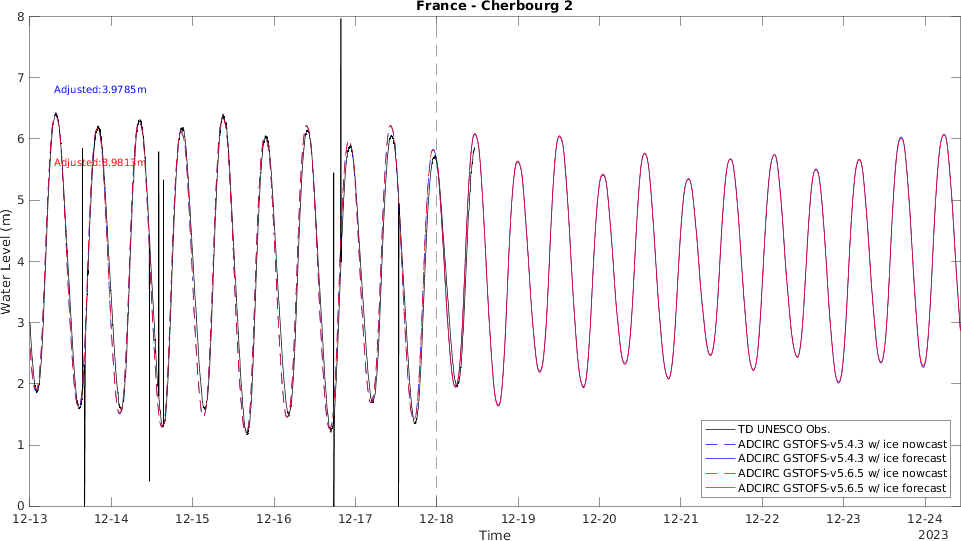 France - Cherbourg 2
8
7
6
5
4
3
2
1
0
Water Level (m)
Adjusted:3.9785m
Adjusted:3.9813m
TD UNESCO Obs.
ADCIRC GSTOFS-v5.4.3 w/ ice nowcast
ADCIRC GSTOFS-v5.4.3 w/ ice forecast
ADCIRC GSTOFS-v5.6.5 w/ ice nowcast
ADCIRC GSTOFS-v5.6.5 w/ ice forecast
12-13 12-14 12-15 12-16 12-17 12-18 12-19 12-20 12-21 12-22 12-23 12-24
Time
2023